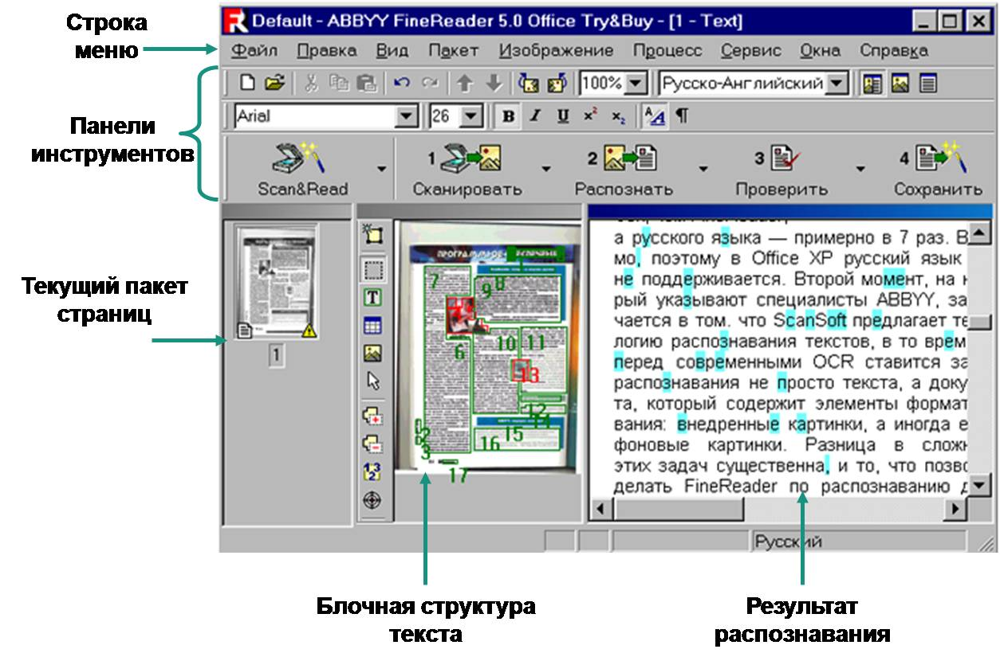 Строка
меню
Default - ABBYY FineReader 5.0 Office Try&Buy - [1 - Text]
Файл Правка Вид Пакет Изображение Процесс Сервис Окна Справка
100% Русско-Английский
Arial 26 B I U x² x₂ AA ¶
Панели
инструментов
1 2 3 4
Scan&Read Сканировать Распознать Проверить Сохранить
Текущий пакет
страниц
1
T
7 8 9 6 10 11 13 12 15 16 3 17
а русского языка — примерно в 7 раз. В
мо, поэтому в Office XP русский язык
не поддерживается. Второй момент, на
рый указывают специалисты ABBYY, за
чается в том, что ScanSoft предлагает те
логию распознавания текстов, в то врем
перед современными OCR ставится за
распознавания не просто текста, а доку
та, который содержит элементы формат
вания: внедренные картинки, а иногда е
фоновые картинки. Разница в слож
этих задач существенна, и то, что позво
делать FineReader по распознаванию
Русский
Блочная структура
текста
Результат
распознавания